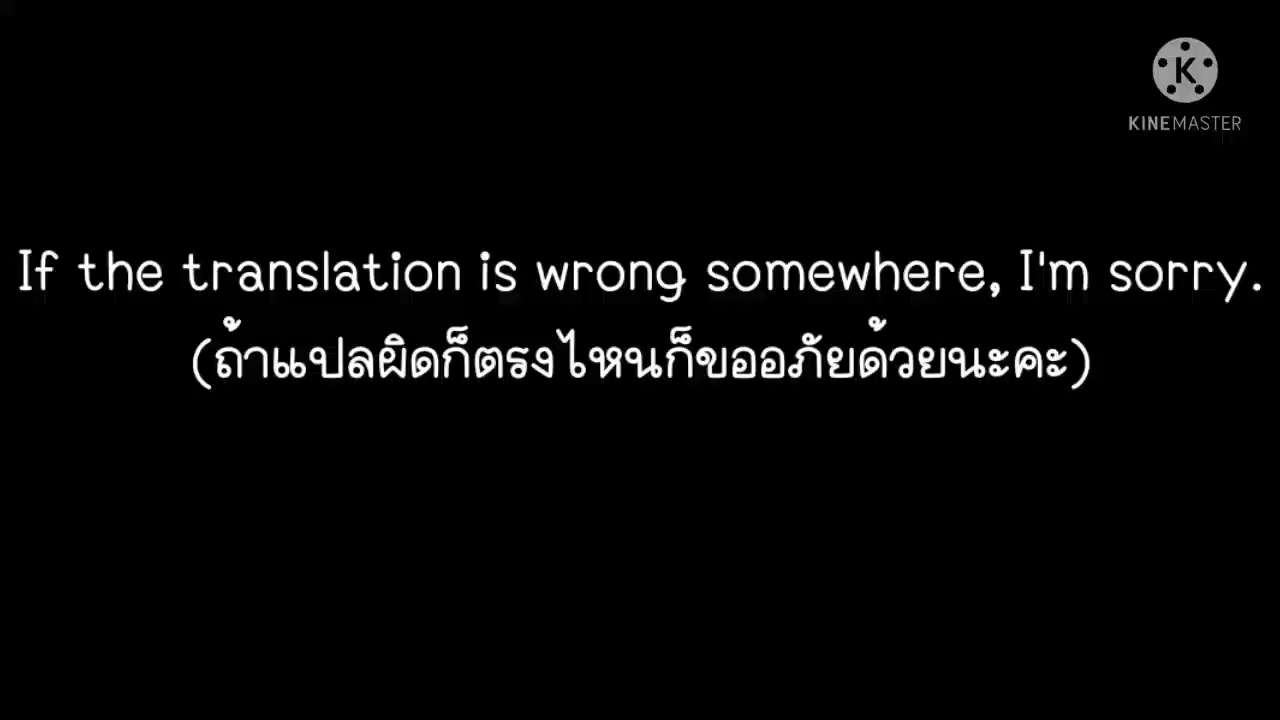 K
KINEMASTER
If the translation is wrong somewhere, I'm sorry.
(ถ้าแปลผิดก็ตรงไหนก็ขออภัยด้วยนะคะ)